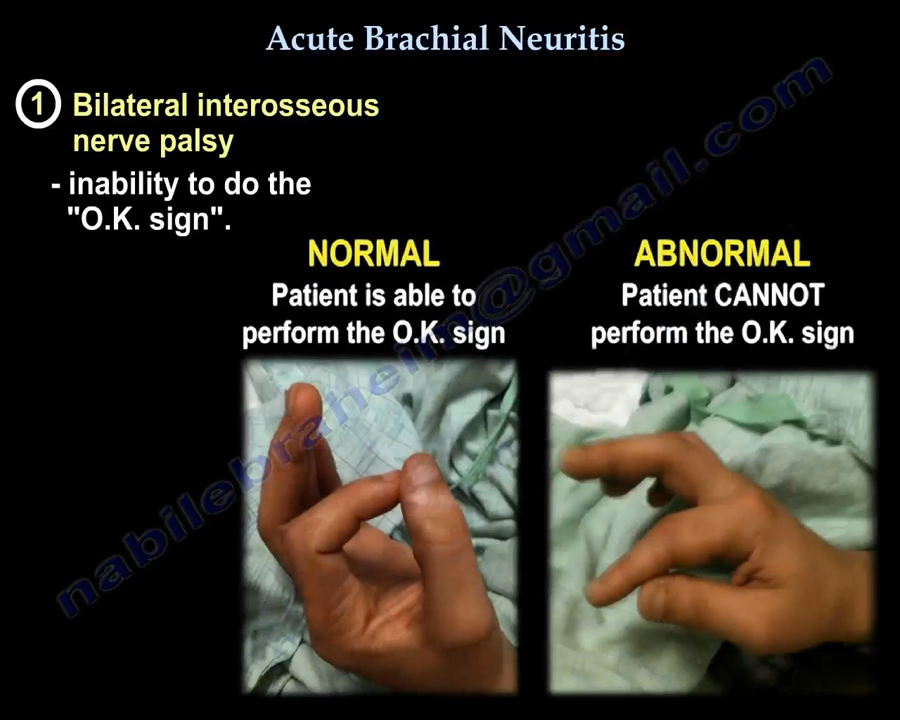 Acute Brachial Neuritis
1 Bilateral interosseous
nerve palsy
- inability to do the
"O.K. sign".
NORMAL
Patient is able to
perform the O.K. sign
ABNORMAL
Patient CANNOT
perform the O.K. sign
nabilebraheim@gmail.com